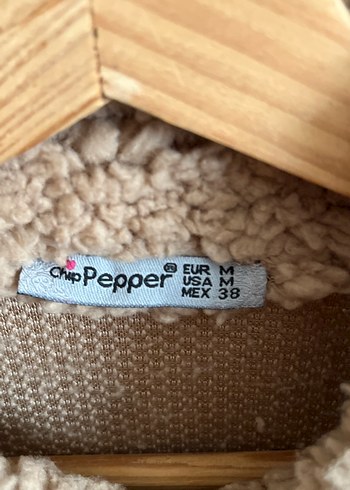 Chip Pepper®
EUR M
USA M
MEX 38